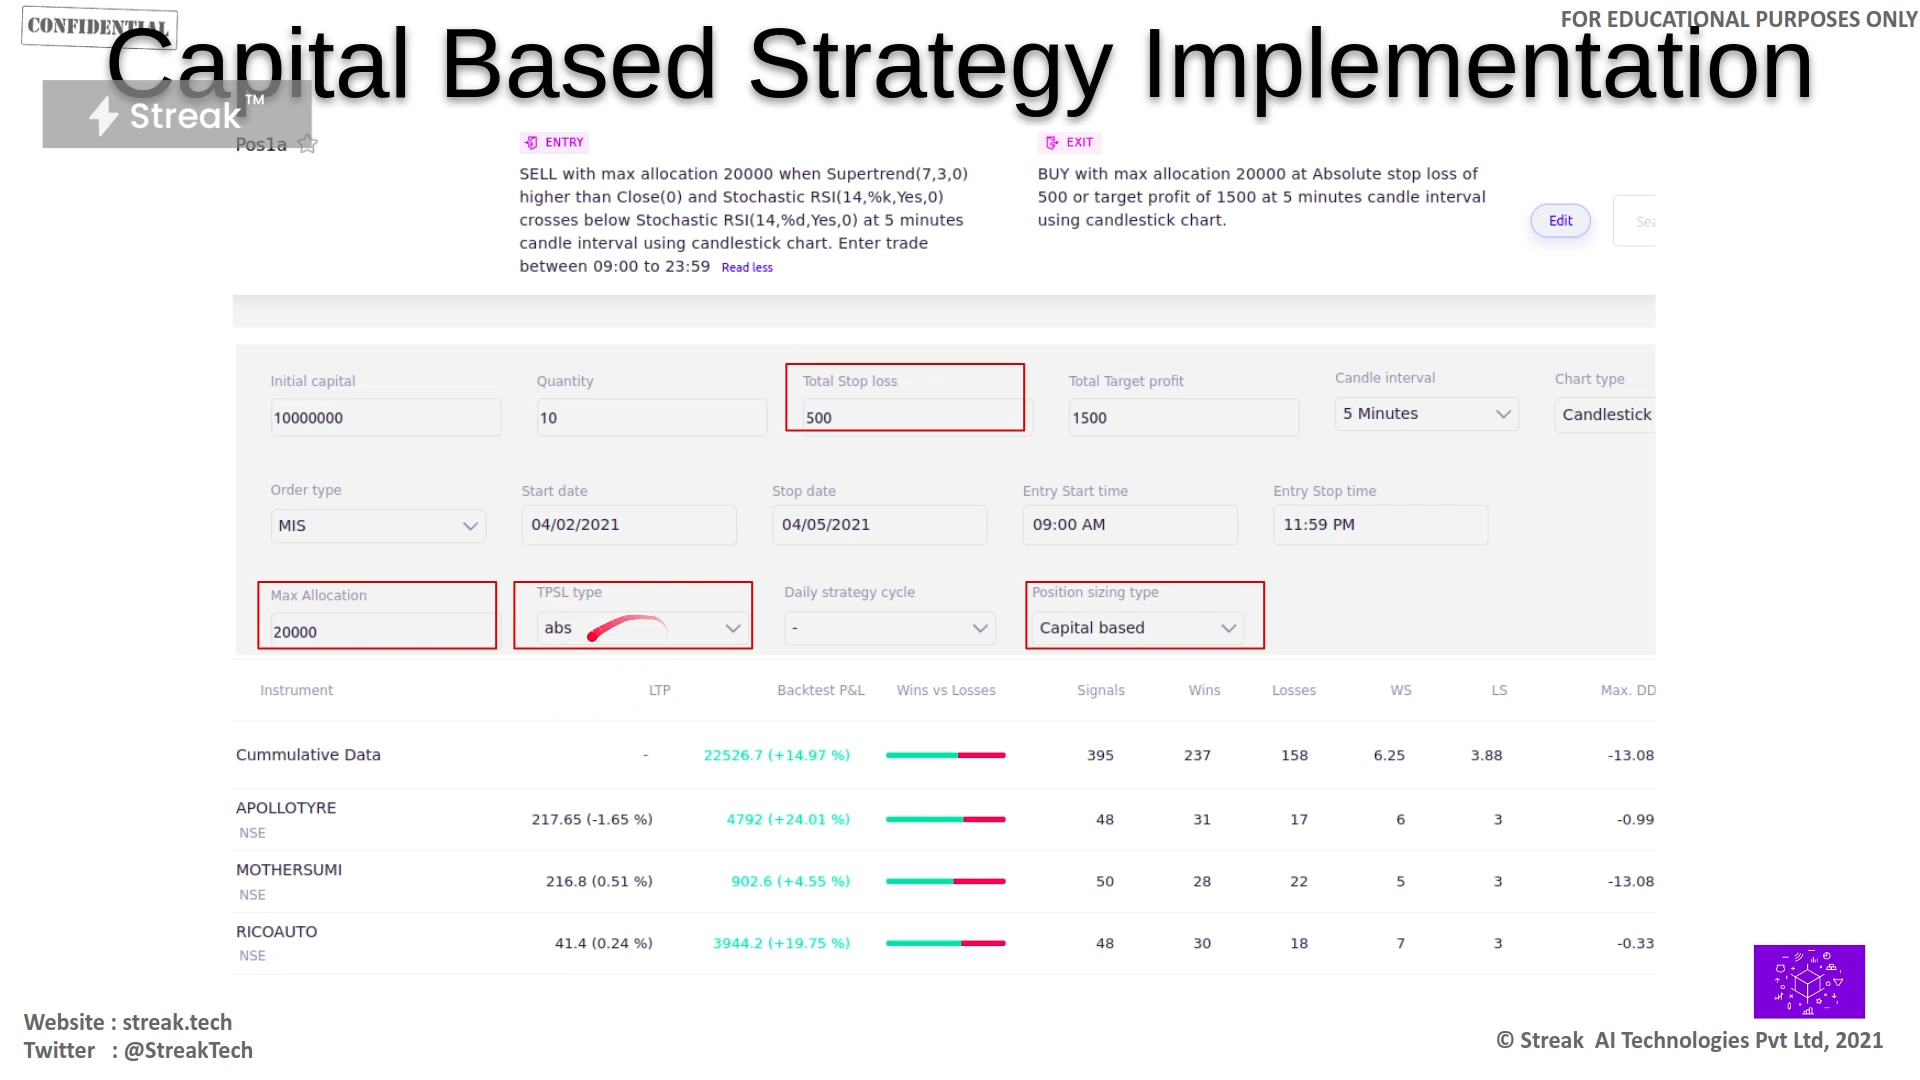 CONFIDENTIAL
FOR EDUCATIONAL PURPOSES ONLY
Capital Based Strategy Implementation
Streak™
Pos1a
ENTRY
SELL with max allocation 20000 when Supertrend(7,3,0)
higher than Close(0) and Stochastic RSI(14,%k,Yes,0)
crosses below Stochastic RSI(14,%d,Yes,0) at 5 minutes
candle interval using candlestick chart. Enter trade
between 09:00 to 23:59 Read less
EXIT
BUY with max allocation 20000 at Absolute stop loss of
500 or target profit of 1500 at 5 minutes candle interval
using candlestick chart.
Edit
Sea
Initial capital Quantity Total Stop loss Total Target profit Candle interval Chart type
10000000 10 500 1500 5 Minutes Candlestick
Order type Start date Stop date Entry Start time Entry Stop time
MIS 04/02/2021 04/05/2021 09:00 AM 11:59 PM
Max Allocation TPSL type Daily strategy cycle Position sizing type
20000 abs - Capital based
Instrument LTP Backtest P&L Wins vs Losses Signals Wins Losses WS LS Max. DD
Cummulative Data - 22526.7 (+14.97 %) 395 237 158 6.25 3.88 -13.08
APOLLOTYRE 217.65 (-1.65 %) 4792 (+24.01 %) 48 31 17 6 3 -0.99
NSE
MOTHERSUMI 216.8 (0.51 %) 902.6 (+4.55 %) 50 28 22 5 3 -13.08
NSE
RICOAUTO 41.4 (0.24 %) 3944.2 (+19.75 %) 48 30 18 7 3 -0.33
NSE
Website : streak.tech
Twitter : @StreakTech
© Streak AI Technologies Pvt Ltd, 2021